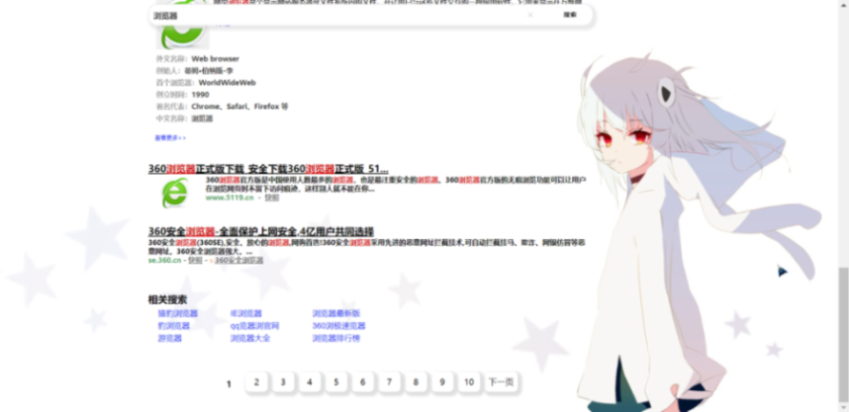 浏览器
搜索
外文名称：Web browser
创始人：蒂姆•伯纳斯-李
首个浏览器：WorldWideWeb
创立时间：1990
著名代表：Chrome、Safari、Firefox 等
中文名称：浏览器
查看更多>>
360浏览器正式版下载_安全下载360浏览器正式版_51...
360浏览器官方版是中国使用人数最多的浏览器、也是最注重安全的浏览器。360浏览器官方版的无痕浏览功能可以让用户
在浏览网页时不留下访问痕迹，这样别人就不能在你...
www.5119.cn - 快照
360安全浏览器-全面保护上网安全,4亿用户共同选择
360安全浏览器(360SE),安全、放心的浏览器,网购首选!360安全浏览器采用先进的恶意网址拦截技术,可自动拦截挂马、欺诈、网银仿冒等恶
意网址。360安全浏览器强大、...
se.360.cn - 快照 - 360安全浏览器
相关搜索
猎豹浏览器 IE浏览器 浏览器最新版
豹浏览器 qq览器浏官网 360浏极速览器
游览器 浏览器大全 浏览器排行榜
1 2 3 4 5 6 7 8 9 10 下一页